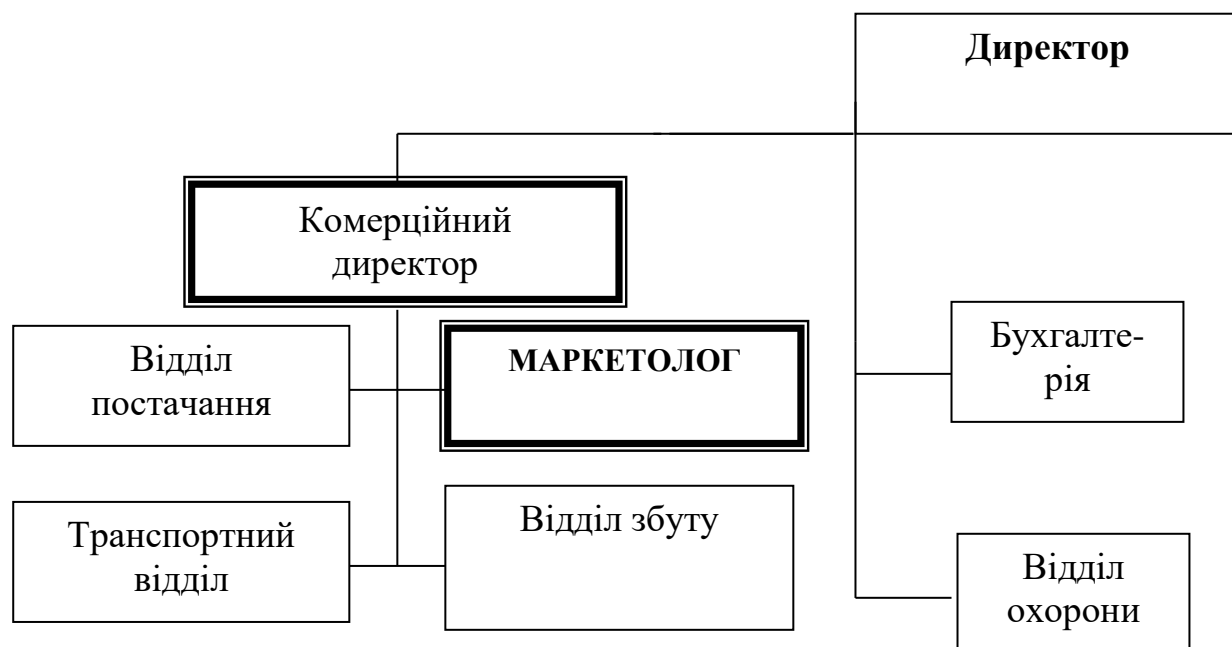 Директор
Комерційний
директор
Відділ
постачання
МАРКЕТОЛОГ
Бухгалте-
рія
Транспортний
відділ
Відділ збуту
Відділ
охорони